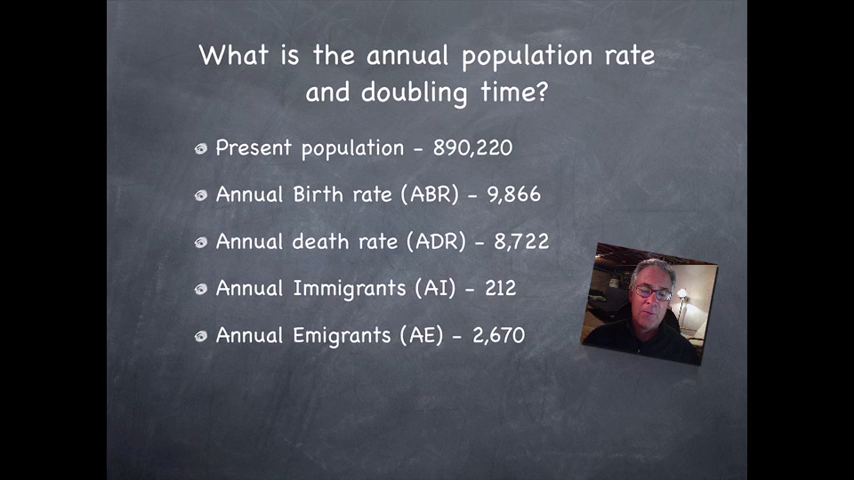 What is the annual population rate
and doubling time?
Present population - 890,220
Annual Birth rate (ABR) - 9,866
Annual death rate (ADR) - 8,722
Annual Immigrants (AI) - 212
Annual Emigrants (AE) - 2,670